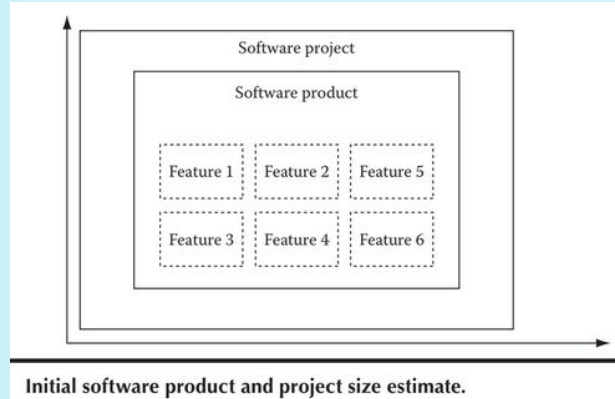 Software project
Software product
Feature 1 Feature 2 Feature 5
Feature 3 Feature 4 Feature 6
Initial software product and project size estimate.